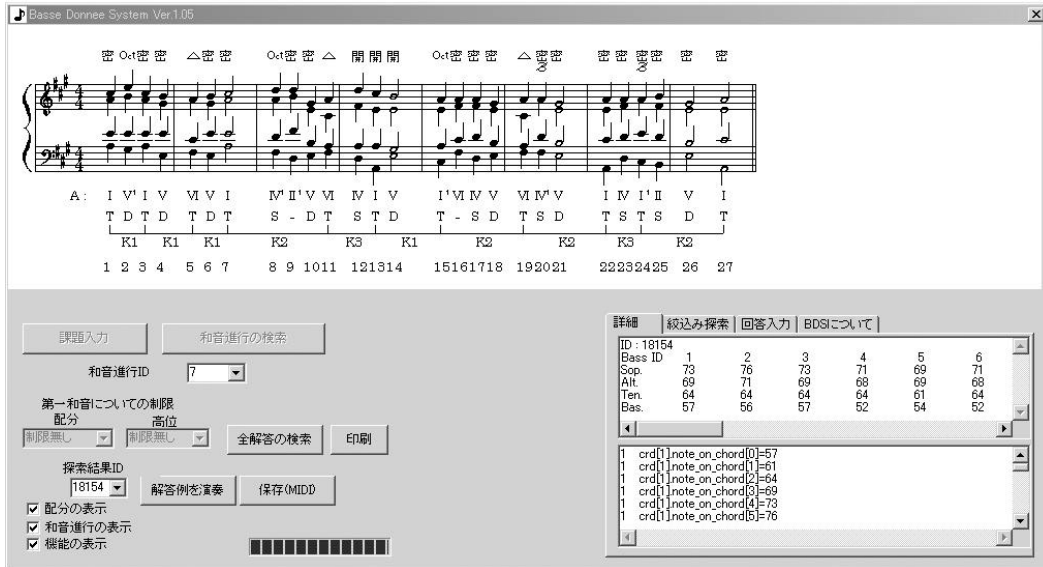 Basse Donnee System Ver.1.05
密 Oct 密 密 △ 密 密 Oct 密 密 △ 開 開 開 Oct 密 密 密 △ 密 密 密 密 密 密 密 密
3 3
4 4
A : I V¹ I V VI V I IV¹ II¹ V VI IV I V I¹ VI IV V VI IV¹ V I IV I¹ II V I
T D T D T D T S - D T S T D T - S D T S D T S T S D T
K1 K1 K1 K2 K3 K1 K2 K2 K3 K2
1 2 3 4 5 6 7 8 9 10 11 12 13 14 15 16 17 18 19 20 21 22 23 24 25 26 27
課題入力 和音進行の検索
和音進行ID 7
第一和音についての制限
配分 高位
制限無し 制限無し 全解答の検索 印刷
探索結果ID
18154 解答例を演奏 保存(MIDI)
配分の表示
和音進行の表示
機能の表示
詳細 絞込み探索 回答入力 BDSIについて
ID : 18154
Bass ID 1 2 3 4 5 6
Sop. 73 76 73 71 69 71
Alt. 69 71 69 68 69 68
Ten. 64 64 64 64 61 64
Bas. 57 56 57 52 54 52
1 crd[1].note_on_chord[0]=57
1 crd[1].note_on_chord[1]=61
1 crd[1].note_on_chord[2]=64
1 crd[1].note_on_chord[3]=69
1 crd[1].note_on_chord[4]=73
1 crd[1].note_on_chord[5]=76